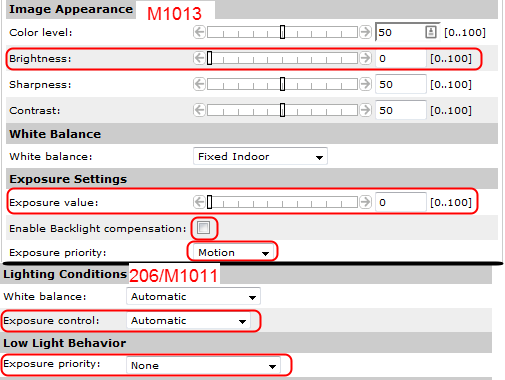 Image Appearance M1013
Color level: 50 [0..100]
Brightness: 0 [0..100]
Sharpness: 50 [0..100]
Contrast: 50 [0..100]
White Balance
White balance: Fixed Indoor
Exposure Settings
Exposure value: 0 [0..100]
Enable Backlight compensation:
Exposure priority: Motion
Lighting Conditions 206/M1011
White balance: Automatic
Exposure control: Automatic
Low Light Behavior
Exposure priority: None